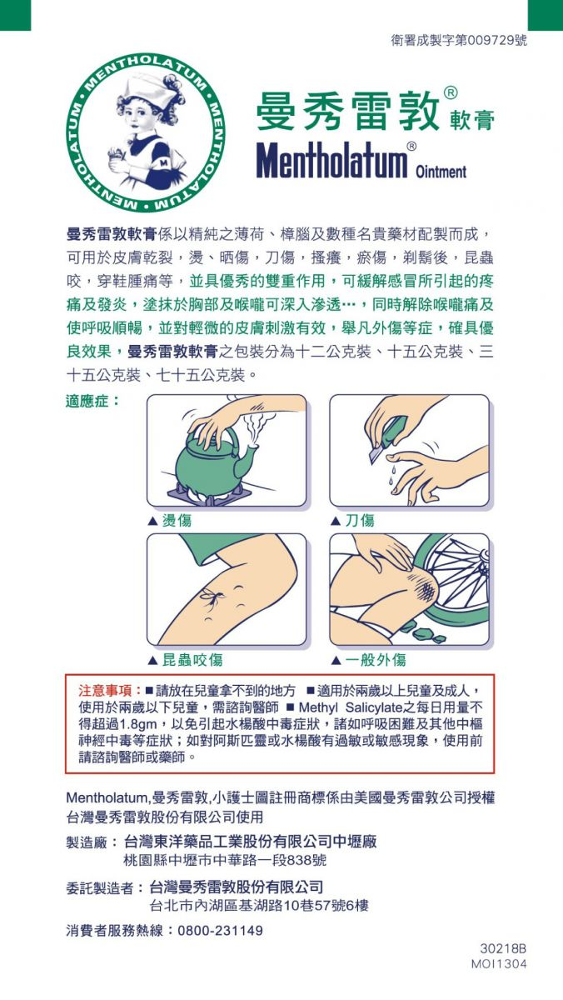 衛署成製字第009729號
MENTHOLATUM • MENTHOLATUM • MENTHOLATUM • MENTHOLATUM •
曼秀雷敦® 軟膏
Mentholatum® Ointment
曼秀雷敦軟膏係以精純之薄荷、樟腦及數種名貴藥材配製而成，
可用於皮膚乾裂，燙、晒傷，刀傷，搔癢，瘀傷，剃鬍後，昆蟲
咬，穿鞋腫痛等，並具優秀的雙重作用，可緩解感冒所引起的疼
痛及發炎，塗抹於胸部及喉嚨可深入滲透…，同時解除喉嚨痛及
使呼吸順暢，並對輕微的皮膚刺激有效，舉凡外傷等症，確具優
良效果，曼秀雷敦軟膏之包裝分為十二公克裝、十五公克裝、三
十五公克裝、七十五公克裝。
適應症：
M
▲燙傷
▲刀傷
▲昆蟲咬傷
▲一般外傷
注意事項：■請放在兒童拿不到的地方 ■適用於兩歲以上兒童及成人，
使用於兩歲以下兒童，需諮詢醫師 ■ Methyl Salicylate之每日用量不
得超過1.8gm，以免引起水楊酸中毒症狀，諸如呼吸困難及其他中樞
神經中毒等症狀；如對阿斯匹靈或水楊酸有過敏或敏感現象，使用前
請諮詢醫師或藥師。
Mentholatum,曼秀雷敦,小護士圖註冊商標係由美國曼秀雷敦公司授權
台灣曼秀雷敦股份有限公司使用
製造廠：台灣東洋藥品工業股份有限公司中壢廠
桃園縣中壢市中華路一段838號
委託製造者：台灣曼秀雷敦股份有限公司
台北市內湖區基湖路10巷57號6樓
消費者服務熱線：0800-231149
30218B
MOI1304